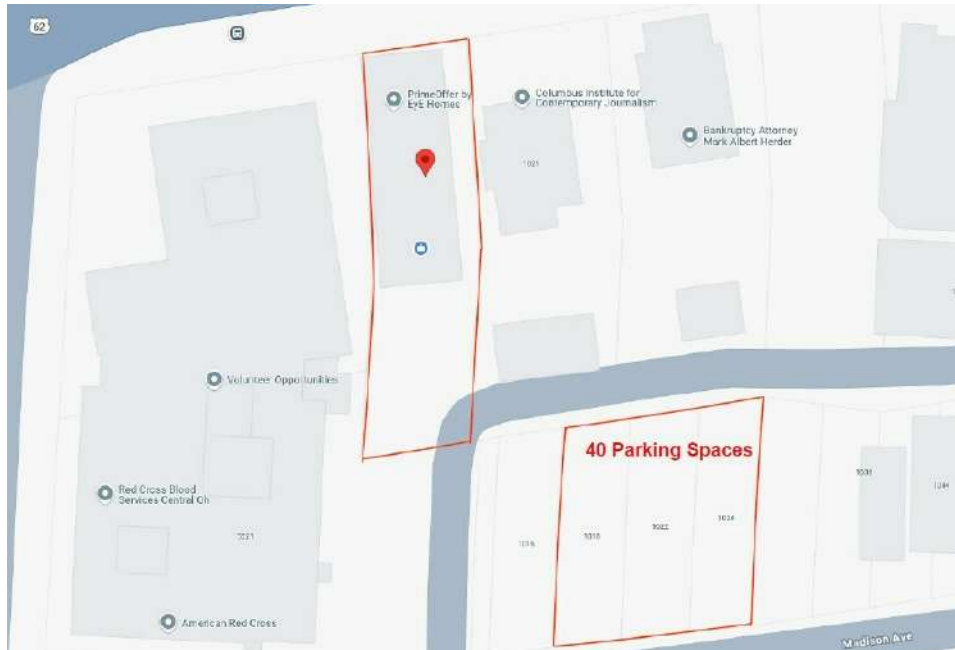 62
PrimeOffer by
EyE Homes
Columbus Institute for
Contemporary Journalism
Bankruptcy Attorney
Mark Albert Herder
1021
Volunteer Opportunities
40 Parking Spaces
Red Cross Blood
Services Central Oh
1022
American Red Cross
Madison Ave